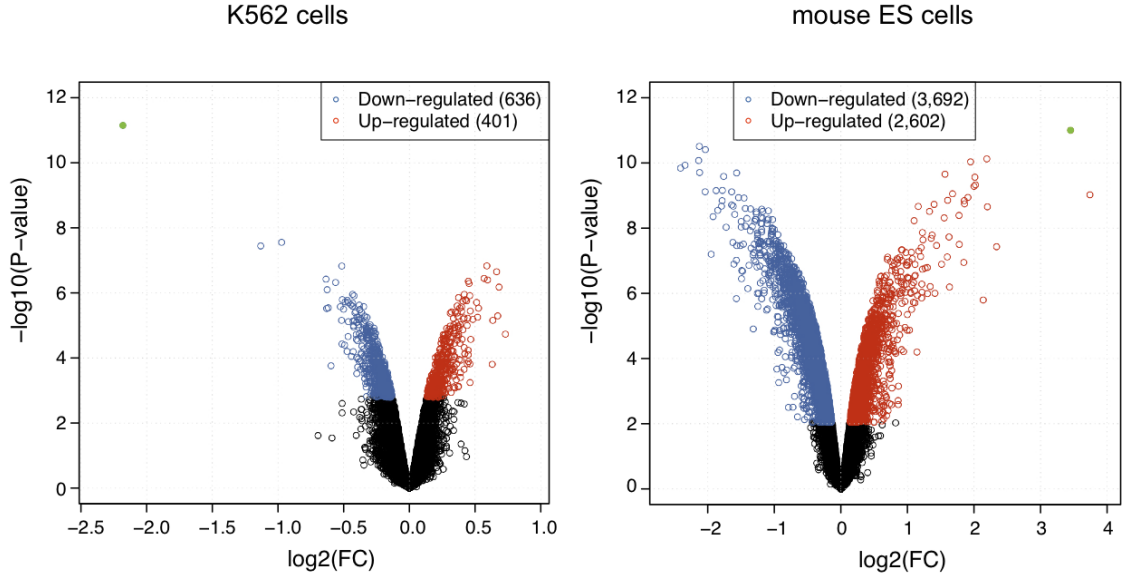 K562 cells
mouse ES cells
Down−regulated (636)
Up−regulated (401)
12
10
8
6
4
2
0
−log10(P−value)
−2.5
−2.0
−1.5
−1.0
−0.5
0.0
0.5
1.0
log2(FC)
Down−regulated (3,692)
Up−regulated (2,602)
12
10
8
6
4
2
0
−log10(P−value)
−2
−1
0
1
2
3
4
log2(FC)